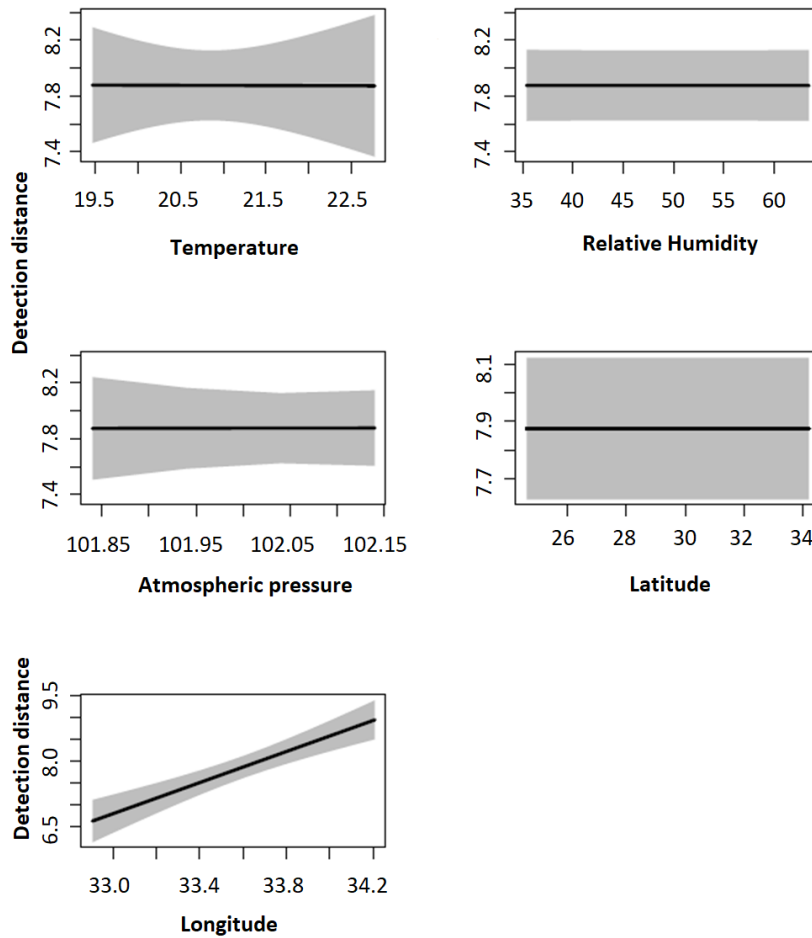 8.2
7.8
7.4
19.5 20.5 21.5 22.5
Temperature
8.2
7.8
7.4
35 40 45 50 55 60
Relative Humidity
Detection distance
8.2
7.8
7.4
101.85 101.95 102.05 102.15
Atmospheric pressure
8.1
7.9
7.7
26 28 30 32 34
Latitude
Detection distance
9.5
8.0
6.5
33.0 33.4 33.8 34.2
Longitude